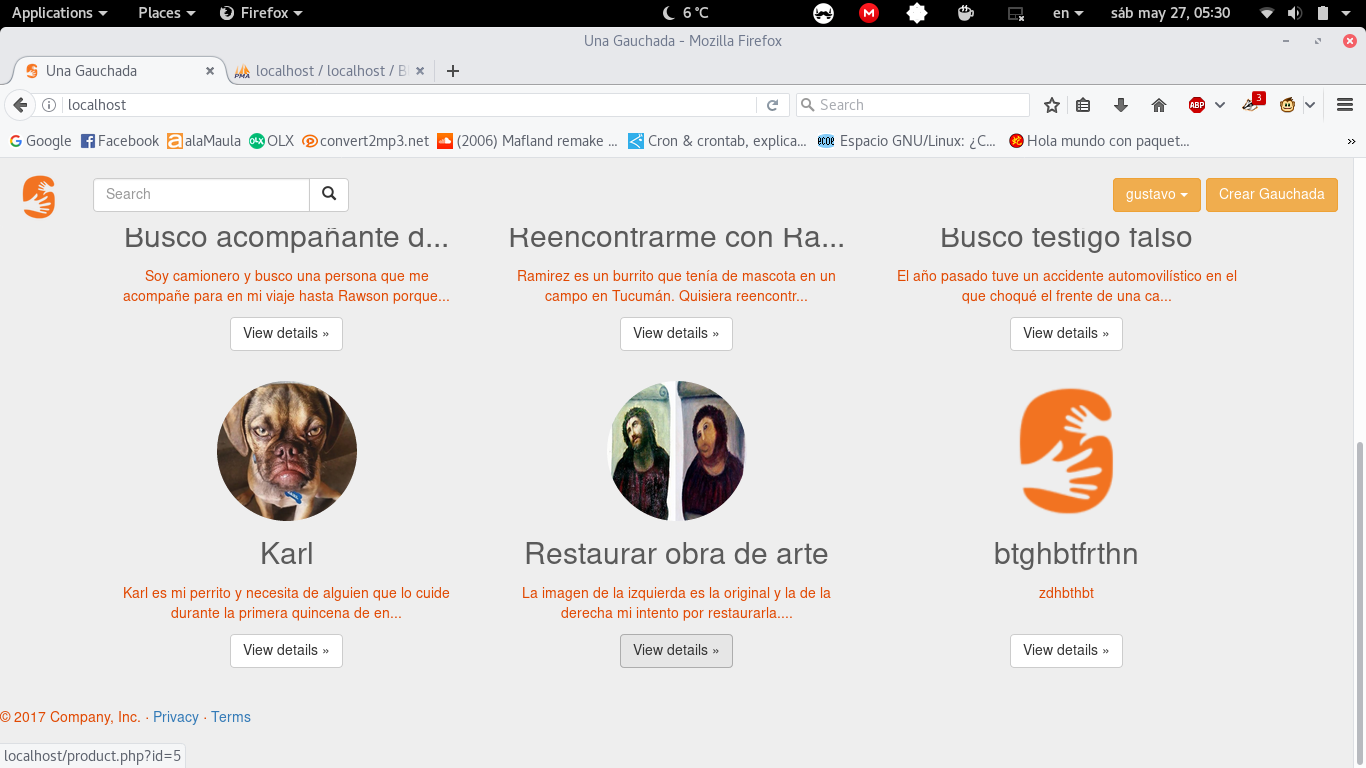 Applications Places Firefox 6 °C en sáb may 27, 05:30
Una Gauchada - Mozilla Firefox
Una Gauchada localhost / localhost / B
localhost Search ABP 3
Google Facebook alaMaula OLX convert2mp3.net (2006) Mafland remake ... Cron & crontab, explica... Espacio GNU/Linux: ¿C... Hola mundo con paquet... »
Search gustavo Crear Gauchada
Busco acompañante d... Reencontrarme con Ra... Busco testigo falso
Soy camionero y busco una persona que me
acompañe para en mi viaje hasta Rawson porque...
Ramirez es un burrito que tenía de mascota en un
campo en Tucumán. Quisiera reencontr...
El año pasado tuve un accidente automovilístico en el
que choqué el frente de una ca...
View details » View details » View details »
Karl Restaurar obra de arte btghbtfrthn
Karl es mi perrito y necesita de alguien que lo cuide
durante la primera quincena de en...
La imagen de la izquierda es la original y la de la
derecha mi intento por restaurarla....
zdhbthbt
View details » View details » View details »
© 2017 Company, Inc. · Privacy · Terms
localhost/product.php?id=5